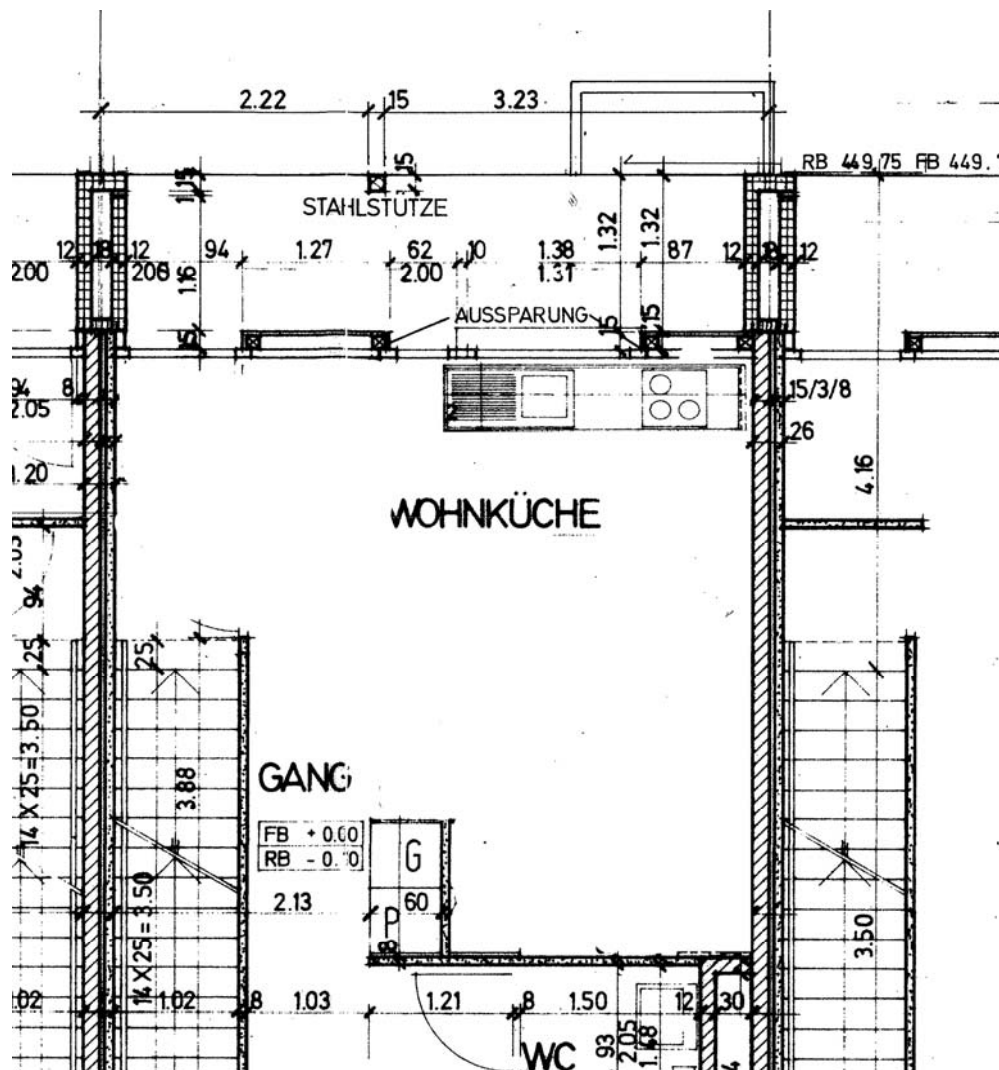 2.22 15 3.23
15
RB 449.75 FB 449.
15
STAHLSTÜTZE
1.32 1.32
12 18 12 94 1.27 62 10 1.38 87 12 18 12
2.00 2.00 1.31
1.16
AUSSPARUNG
15 15 15
94 8 15/3/8
2.05
26
1.20
4.16
WOHNKÜCHE
2.05
94
25 25
14 X 25 = 3.50
3.88
GANG
FB + 0.00
RB
G
2.13 60
P
14 X 25 = 3.50
3.50
1.02 1.02 8 1.03 1.21 8 1.50 12 30
93
2.05
1.48
WC